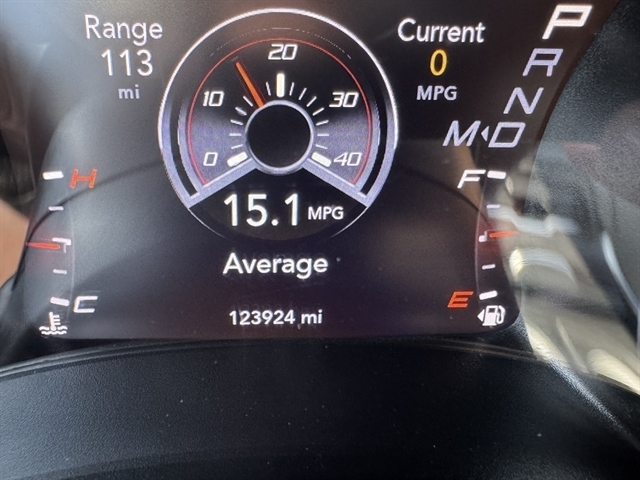 Range
113
mi
Current
0
MPG
0 10 20 30 40
15.1 MPG
Average
123924 mi
P
R
N
M D
H
C
F
E